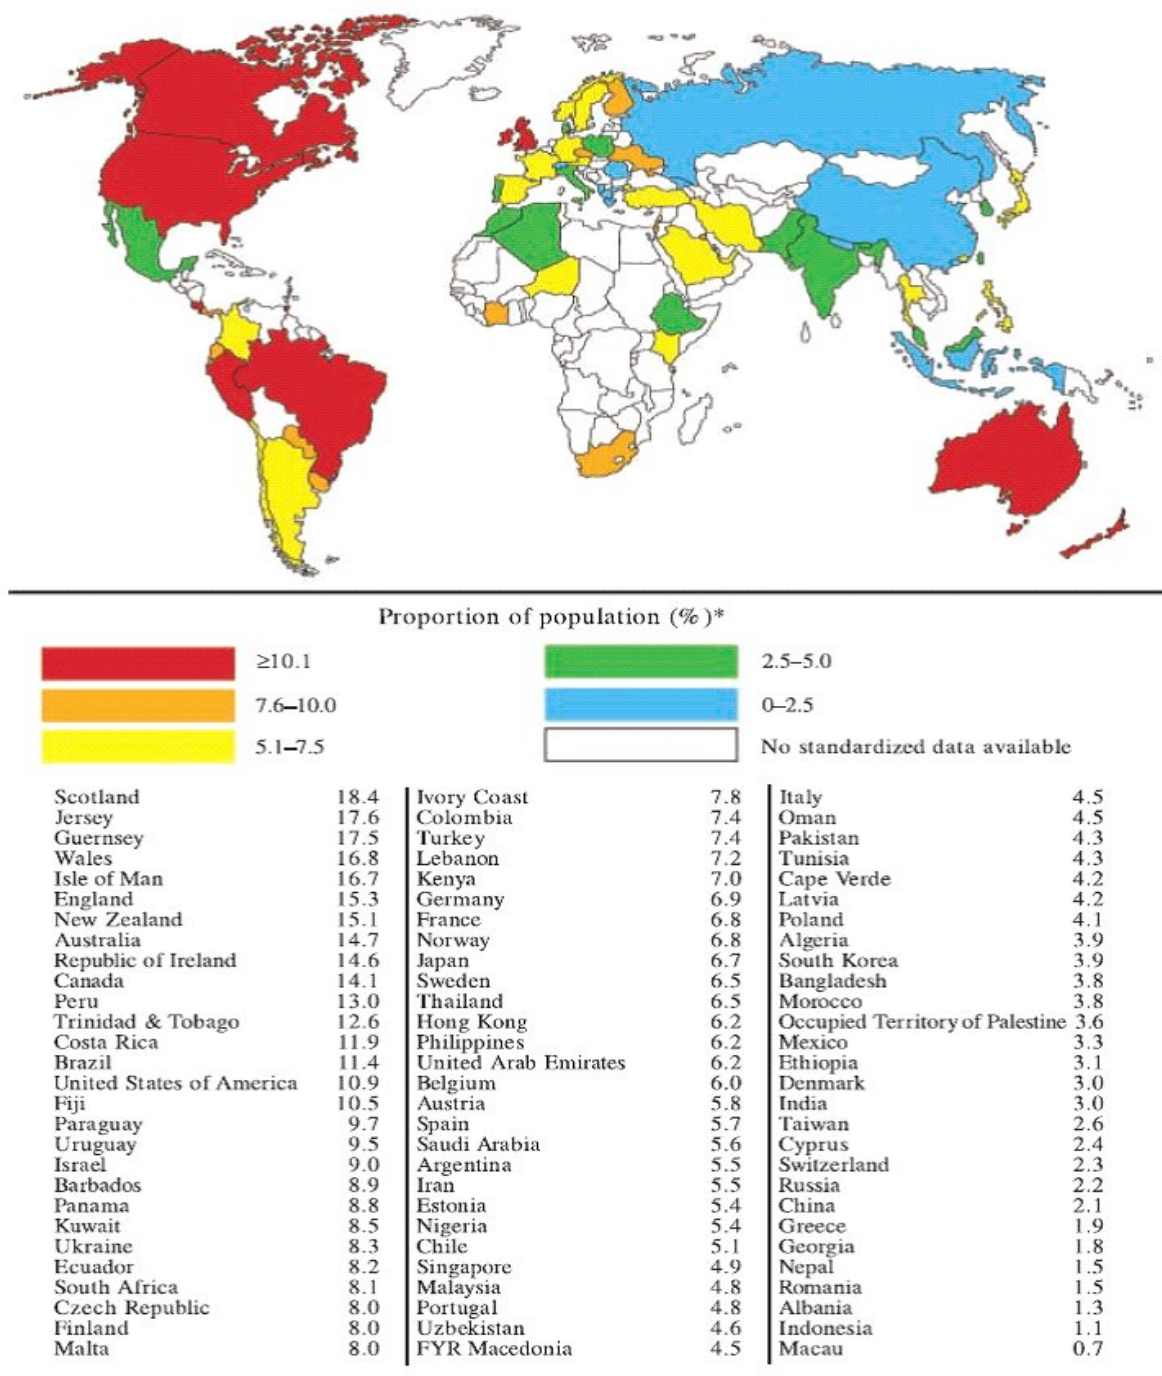 Proportion of population (%)*
≥10.1
7.6–10.0
5.1–7.5
2.5–5.0
0–2.5
No standardized data available
Scotland 18.4
Jersey 17.6
Guernsey 17.5
Wales 16.8
Isle of Man 16.7
England 15.3
New Zealand 15.1
Australia 14.7
Republic of Ireland 14.6
Canada 14.1
Peru 13.0
Trinidad & Tobago 12.6
Costa Rica 11.9
Brazil 11.4
United States of America 10.9
Fiji 10.5
Paraguay 9.7
Uruguay 9.5
Israel 9.0
Barbados 8.9
Panama 8.8
Kuwait 8.5
Ukraine 8.3
Ecuador 8.2
South Africa 8.1
Czech Republic 8.0
Finland 8.0
Malta 8.0
Ivory Coast 7.8
Colombia 7.4
Turkey 7.4
Lebanon 7.2
Kenya 7.0
Germany 6.9
France 6.8
Norway 6.8
Japan 6.7
Sweden 6.5
Thailand 6.5
Hong Kong 6.2
Philippines 6.2
United Arab Emirates 6.2
Belgium 6.0
Austria 5.8
Spain 5.7
Saudi Arabia 5.6
Argentina 5.5
Iran 5.5
Estonia 5.4
Nigeria 5.4
Chile 5.1
Singapore 4.9
Malaysia 4.8
Portugal 4.8
Uzbekistan 4.6
FYR Macedonia 4.5
Italy 4.5
Oman 4.5
Pakistan 4.3
Tunisia 4.3
Cape Verde 4.2
Latvia 4.2
Poland 4.1
Algeria 3.9
South Korea 3.9
Bangladesh 3.8
Morocco 3.8
Occupied Territory of Palestine 3.6
Mexico 3.3
Ethiopia 3.1
Denmark 3.0
India 3.0
Taiwan 2.6
Cyprus 2.4
Switzerland 2.3
Russia 2.2
China 2.1
Greece 1.9
Georgia 1.8
Nepal 1.5
Romania 1.5
Albania 1.3
Indonesia 1.1
Macau 0.7